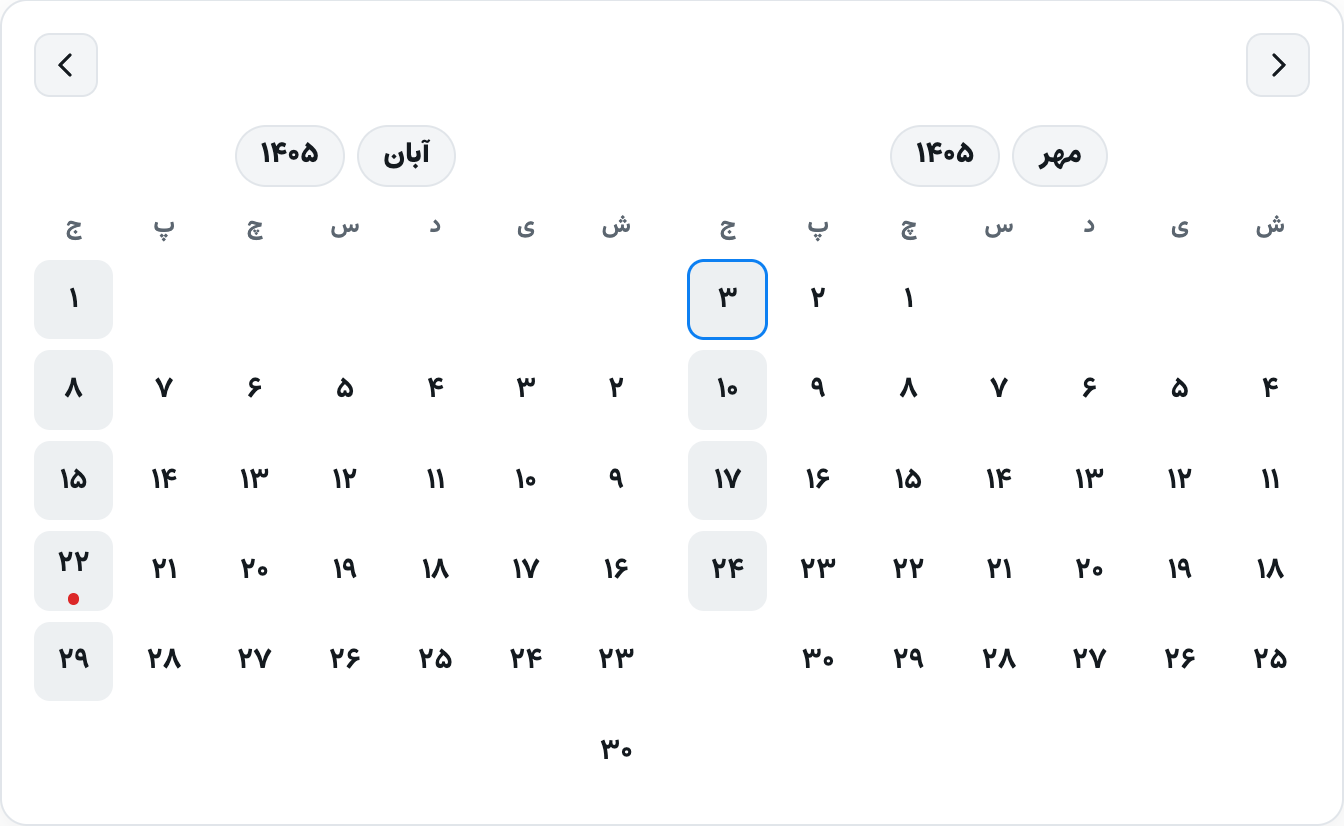 مهر ۱۴۰۵
ش ی د س چ پ ج
۱ ۲ ۳
۴ ۵ ۶ ۷ ۸ ۹ ۱۰
۱۱ ۱۲ ۱۳ ۱۴ ۱۵ ۱۶ ۱۷
۱۸ ۱۹ ۲۰ ۲۱ ۲۲ ۲۳ ۲۴
۲۵ ۲۶ ۲۷ ۲۸ ۲۹ ۳۰
آبان ۱۴۰۵
ش ی د س چ پ ج
۱
۲ ۳ ۴ ۵ ۶ ۷ ۸
۹ ۱۰ ۱۱ ۱۲ ۱۳ ۱۴ ۱۵
۱۶ ۱۷ ۱۸ ۱۹ ۲۰ ۲۱ ۲۲
۲۳ ۲۴ ۲۵ ۲۶ ۲۷ ۲۸ ۲۹
۳۰